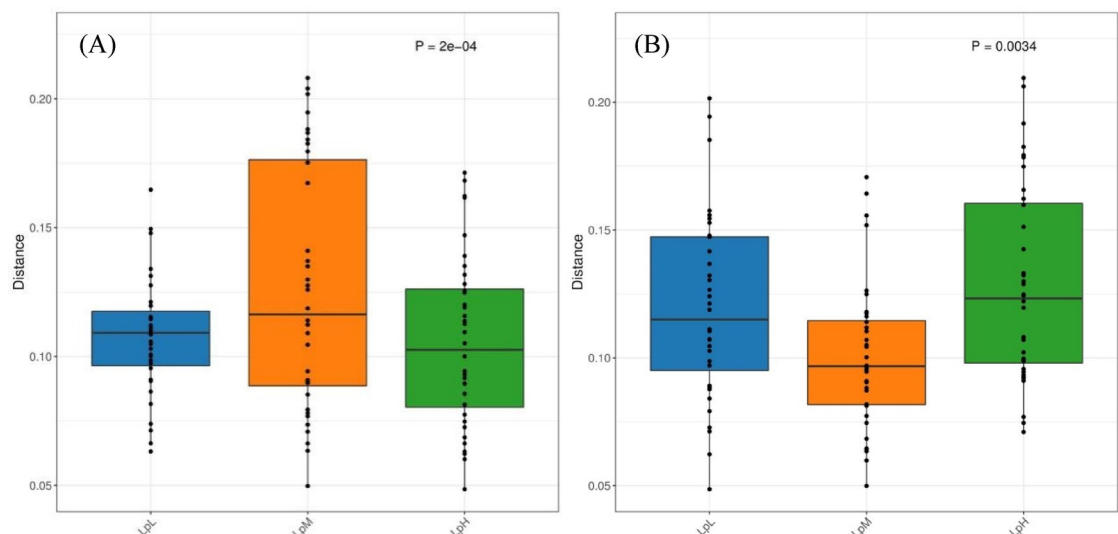 (A)
P = 2e−04
Distance
0.20
0.15
0.10
0.05
LpL
LpM
LpH
(B)
P = 0.0034
Distance
0.20
0.15
0.10
0.05
LpL
LpM
LpH